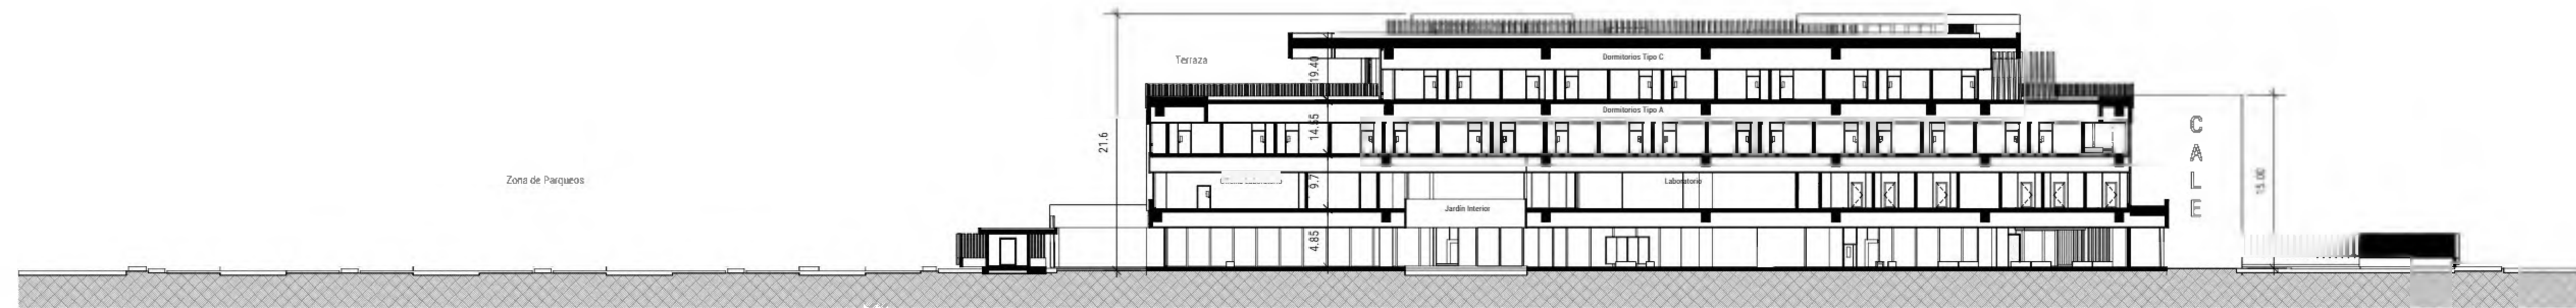 Terraza
19.40
Dormitorios Tipo C
Dormitorios Tipo A
14.55
21.6
Zona de Parqueos
9.7
Laboratorio
Jardín Interior
4.85
C
A
L
E
15.00